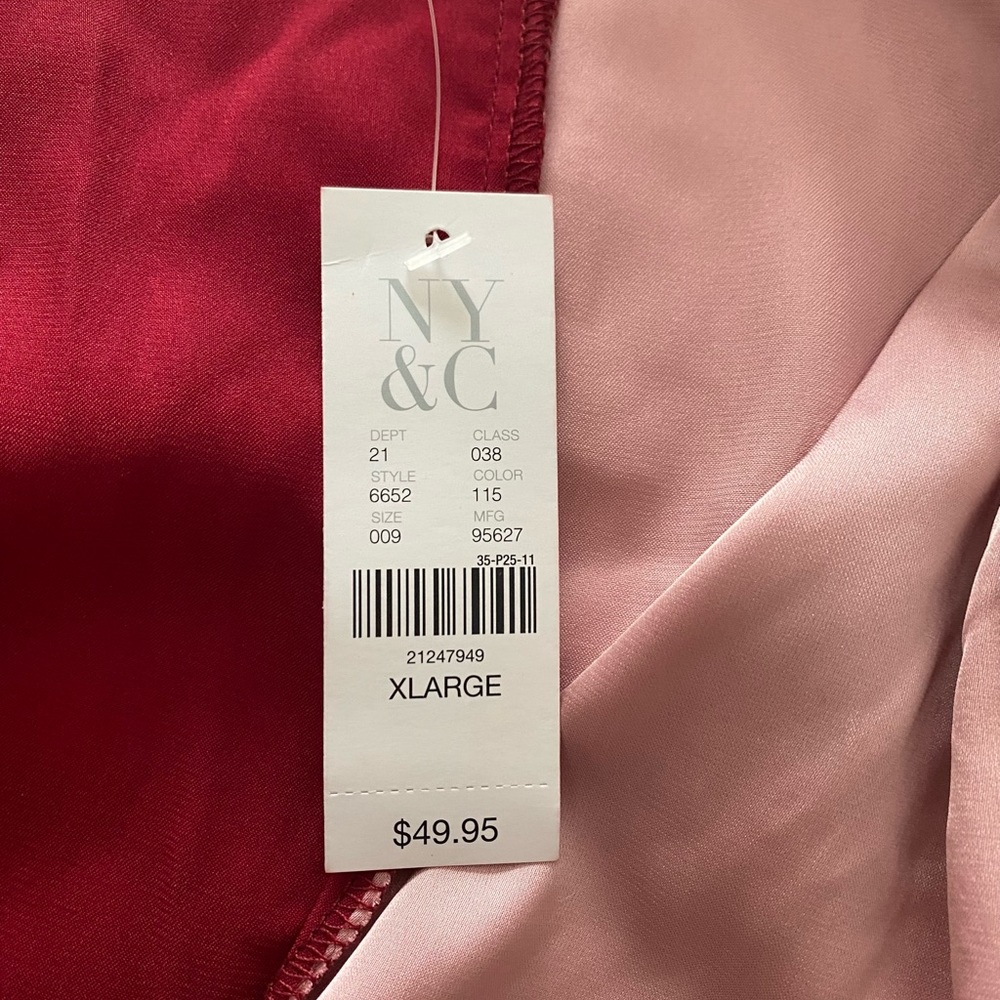 NY
&C
DEPT CLASS
21 038
STYLE COLOR
6652 115
SIZE MFG
009 95627
35-P25-11
21247949
XLARGE
$49.95